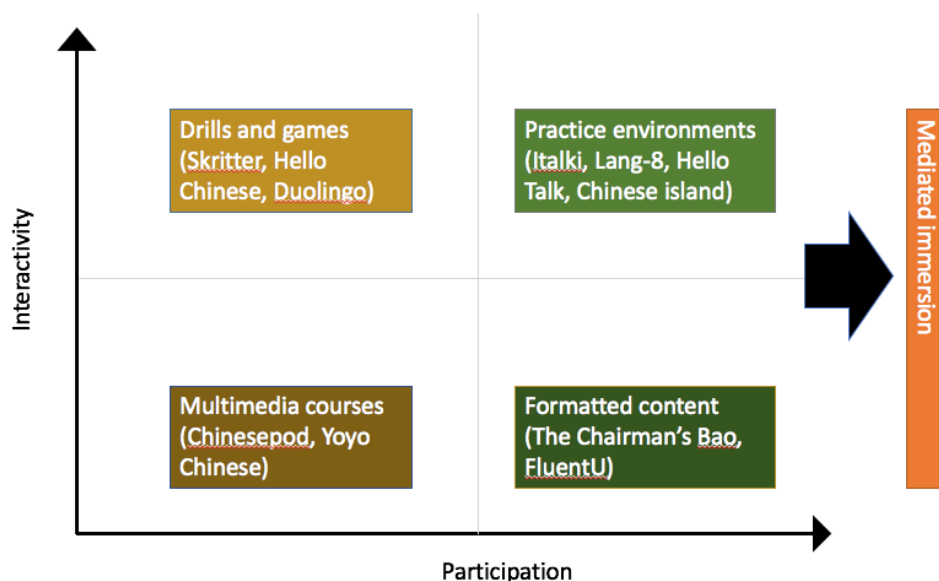 Drills and games
(Skritter, Hello
Chinese, Duolingo)
Practice environments
(Italki, Lang-8, Hello
Talk, Chinese island)
Mediated immersion
Interactivity
Multimedia courses
(Chinesepod, Yoyo
Chinese)
Formatted content
(The Chairman's Bao,
FluentU)
Participation